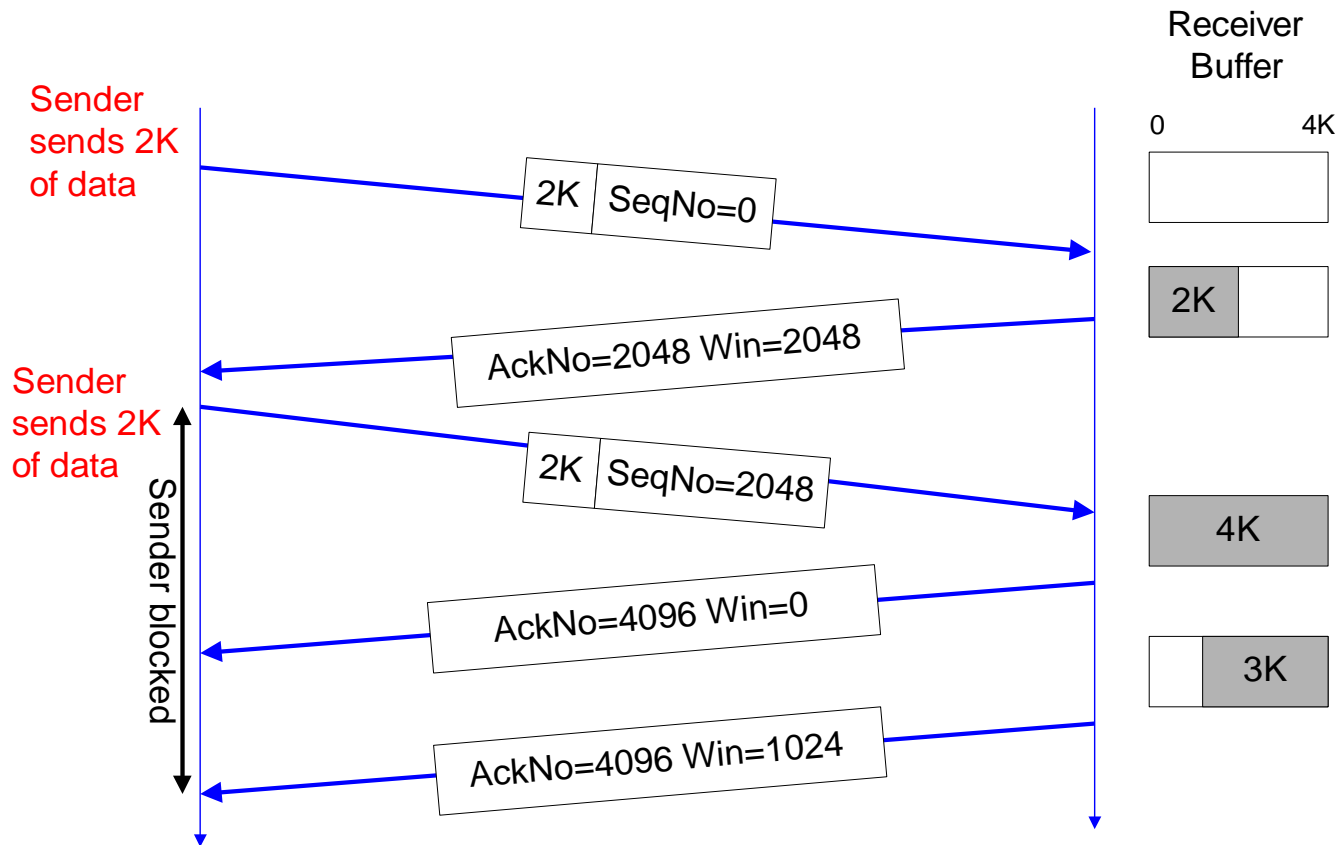 Receiver
Buffer
0 4K
Sender
sends 2K
of data
2K SeqNo=0
2K
AckNo=2048 Win=2048
Sender
sends 2K
of data
2K SeqNo=2048
Sender blocked
4K
AckNo=4096 Win=0
3K
AckNo=4096 Win=1024